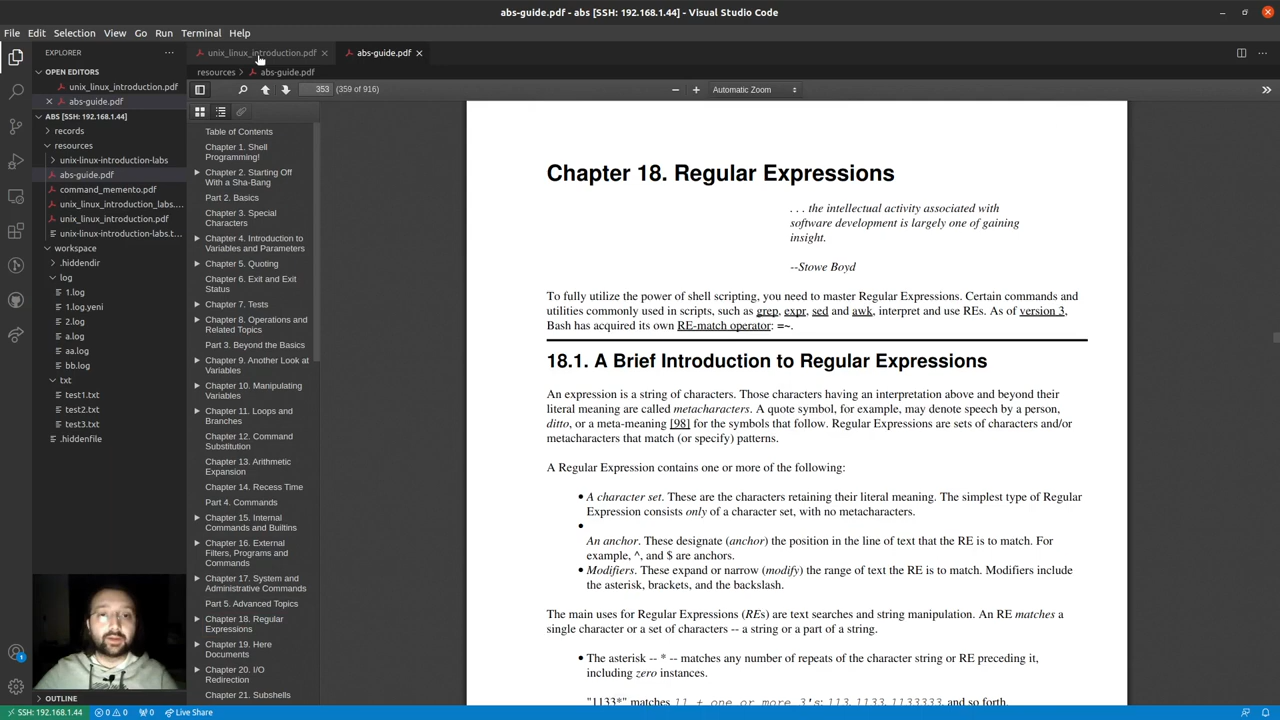 abs-guide.pdf - abs [SSH: 192.168.1.44] - Visual Studio Code
File Edit Selection View Go Run Terminal Help
EXPLORER
OPEN EDITORS
unix_linux_introduction.pdf
abs-guide.pdf
ABS [SSH: 192.168.1.44]
records
resources
unix-linux-introduction-labs
abs-guide.pdf
command_memento.pdf
unix_linux_introduction_labs....
unix_linux_introduction.pdf
unix-linux-introduction-labs.t...
workspace
.hiddendir
log
1.log
1.log.yeni
2.log
a.log
aa.log
bb.log
txt
test1.txt
test2.txt
test3.txt
.hiddenfile
OUTLINE
unix_linux_introduction.pdf
abs-guide.pdf
resources > abs-guide.pdf
353 (359 of 916)
Automatic Zoom
Table of Contents
Chapter 1. Shell
Programming!
Chapter 2. Starting Off
With a Sha-Bang
Part 2. Basics
Chapter 3. Special
Characters
Chapter 4. Introduction to
Variables and Parameters
Chapter 5. Quoting
Chapter 6. Exit and Exit
Status
Chapter 7. Tests
Chapter 8. Operations and
Related Topics
Part 3. Beyond the Basics
Chapter 9. Another Look at
Variables
Chapter 10. Manipulating
Variables
Chapter 11. Loops and
Branches
Chapter 12. Command
Substitution
Chapter 13. Arithmetic
Expansion
Chapter 14. Recess Time
Part 4. Commands
Chapter 15. Internal
Commands and Builtins
Chapter 16. External
Filters, Programs and
Commands
Chapter 17. System and
Administrative Commands
Part 5. Advanced Topics
Chapter 18. Regular
Expressions
Chapter 19. Here
Documents
Chapter 20. I/O
Redirection
Chapter 21. Subshells
Chapter 18. Regular Expressions
. . . the intellectual activity associated with
software development is largely one of gaining
insight.
--Stowe Boyd
To fully utilize the power of shell scripting, you need to master Regular Expressions. Certain commands and
utilities commonly used in scripts, such as grep, expr, sed and awk, interpret and use REs. As of version 3,
Bash has acquired its own RE-match operator: =~.
18.1. A Brief Introduction to Regular Expressions
An expression is a string of characters. Those characters having an interpretation above and beyond their
literal meaning are called metacharacters. A quote symbol, for example, may denote speech by a person,
ditto, or a meta-meaning [98] for the symbols that follow. Regular Expressions are sets of characters and/or
metacharacters that match (or specify) patterns.
A Regular Expression contains one or more of the following:
• A character set. These are the characters retaining their literal meaning. The simplest type of Regular
Expression consists only of a character set, with no metacharacters.
•
An anchor. These designate (anchor) the position in the line of text that the RE is to match. For
example, ^, and $ are anchors.
• Modifiers. These expand or narrow (modify) the range of text the RE is to match. Modifiers include
the asterisk, brackets, and the backslash.
The main uses for Regular Expressions (REs) are text searches and string manipulation. An RE matches a
single character or a set of characters -- a string or a part of a string.
• The asterisk -- * -- matches any number of repeats of the character string or RE preceding it,
including zero instances.
"1133*" matches 11 + one or more 3's: 113, 1133, 1133333, and so forth.
SSH: 192.168.1.44 0 0 0 Live Share